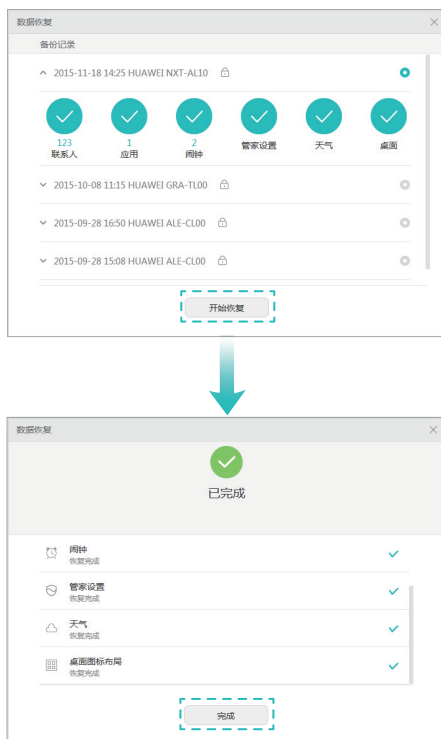 数据恢复
备份记录
2015-11-18 14:25 HUAWEI NXT-AL10
123 1 2
联系人 应用 闹钟 管家设置 天气 桌面
2015-10-08 11:15 HUAWEI GRA-TL00
2015-09-28 16:50 HUAWEI ALE-CL00
2015-09-28 15:08 HUAWEI ALE-CL00
开始恢复
数据恢复
已完成
闹钟
恢复完成
管家设置
恢复完成
天气
恢复完成
桌面图标布局
恢复完成
完成